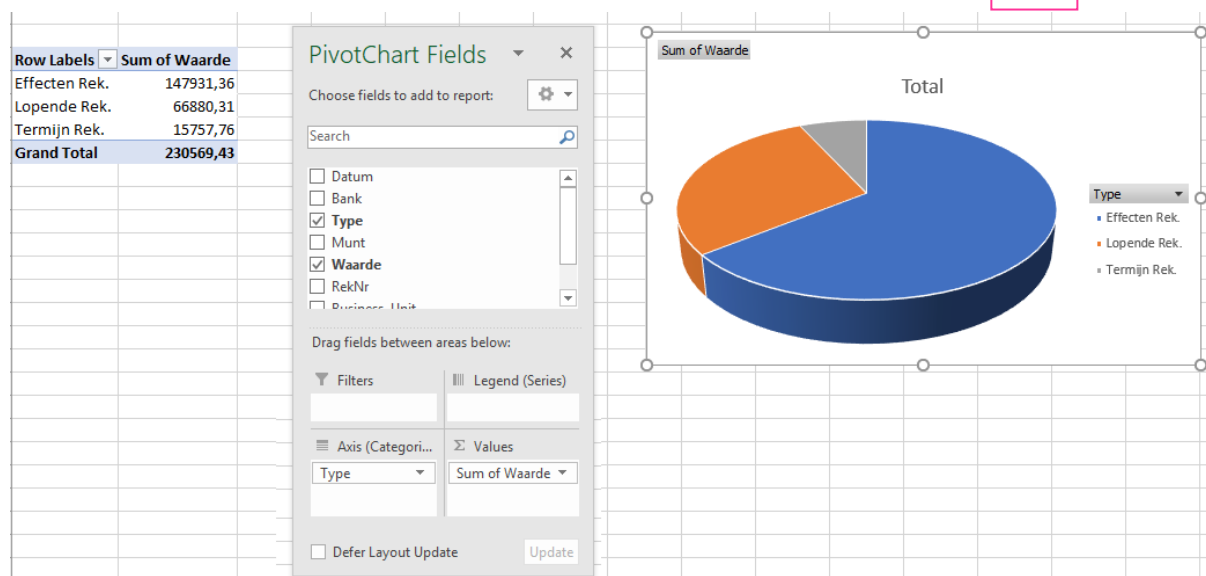 Row Labels Sum of Waarde
Effecten Rek. 147931,36
Lopende Rek. 66880,31
Termijn Rek. 15757,76
Grand Total 230569,43
PivotChart Fields
Choose fields to add to report:
Search
Datum
Bank
Type
Munt
Waarde
RekNr
Business_Unit
Drag fields between areas below:
Filters
Legend (Series)
Axis (Categori...
Values
Type
Sum of Waarde
Defer Layout Update
Update
Sum of Waarde
Total
Type
Effecten Rek.
Lopende Rek.
Termijn Rek.